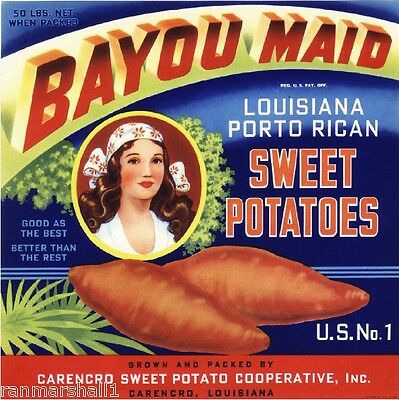 50 LBS. NET
WHEN PACKED
BAYOU MAID
REG. U.S. PAT. OFF.
LOUISIANA
PORTO RICAN
SWEET
POTATOES
GOOD AS
THE BEST
BETTER THAN
THE REST
U.S.No.1
GROWN AND PACKED BY
CARENCRO SWEET POTATO COOPERATIVE, INC.
CARENCRO, LOUISIANA
ranmarshall1